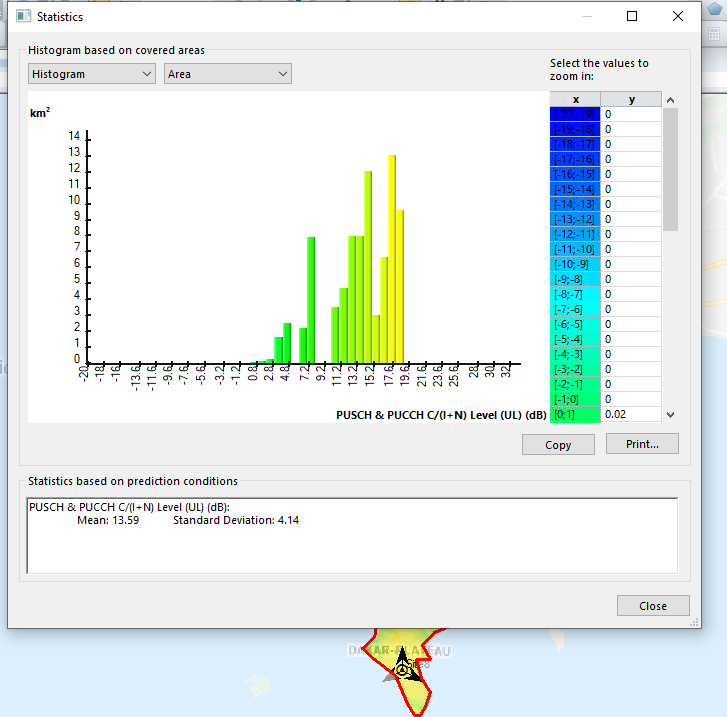 Statistics
Histogram based on covered areas
Histogram
Area
Select the values to
zoom in:
km²
14
13
12
11
10
9
8
7
6
5
4
3
2
1
0
-20 -18 -16 -13.6 -11.6 -9.6 -7.6 -5.6 -3.2 -1.2 0.8 2.8 4.8 7.2 9.2 11.2 13.2 15.2 17.6 19.6 21.6 23.6 25.6 28 30 32
PUSCH & PUCCH C/(I+N) Level (UL) (dB)
x y
[-20;-19] 0
[-19;-18] 0
[-18;-17] 0
[-17;-16] 0
[-16;-15] 0
[-15;-14] 0
[-14;-13] 0
[-13;-12] 0
[-12;-11] 0
[-11;-10] 0
[-10;-9] 0
[-9;-8] 0
[-8;-7] 0
[-7;-6] 0
[-6;-5] 0
[-5;-4] 0
[-4;-3] 0
[-3;-2] 0
[-2;-1] 0
[-1;0] 0
[0;1] 0.02
Copy
Print...
Statistics based on prediction conditions
PUSCH & PUCCH C/(I+N) Level (UL) (dB):
Mean: 13.59 Standard Deviation: 4.14
Close